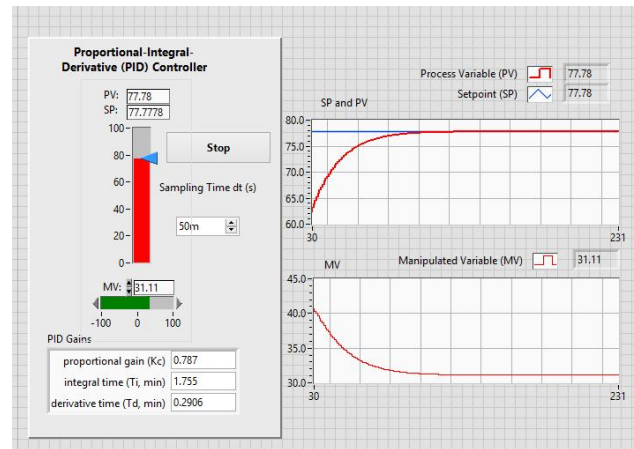 Proportional-Integral-
Derivative (PID) Controller
PV: 77.78
SP: 77.7778
100-
80-
60-
40-
20-
0-
Stop
Sampling Time dt (s)
50m
MV: 31.11
-100 0 100
PID Gains
proportional gain (Kc) 0.787
integral time (Ti, min) 1.755
derivative time (Td, min) 0.2906
Process Variable (PV) 77.78
Setpoint (SP) 77.78
SP and PV
80.0
75.0
70.0
65.0
60.0
30 231
MV Manipulated Variable (MV) 31.11
45.0
40.0
35.0
30.0
30 231